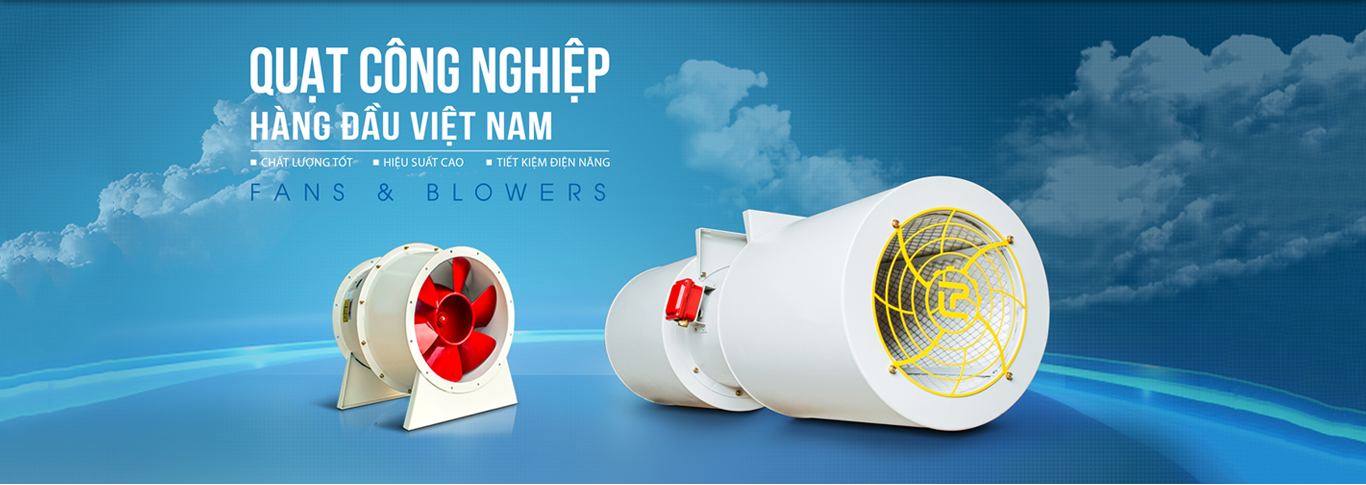 QUẠT CÔNG NGHIỆP
HÀNG ĐẦU VIỆT NAM
▪ CHẤT LƯỢNG TỐT ▪ HIỆU SUẤT CAO ▪ TIẾT KIỆM ĐIỆN NĂNG
FANS & BLOWERS